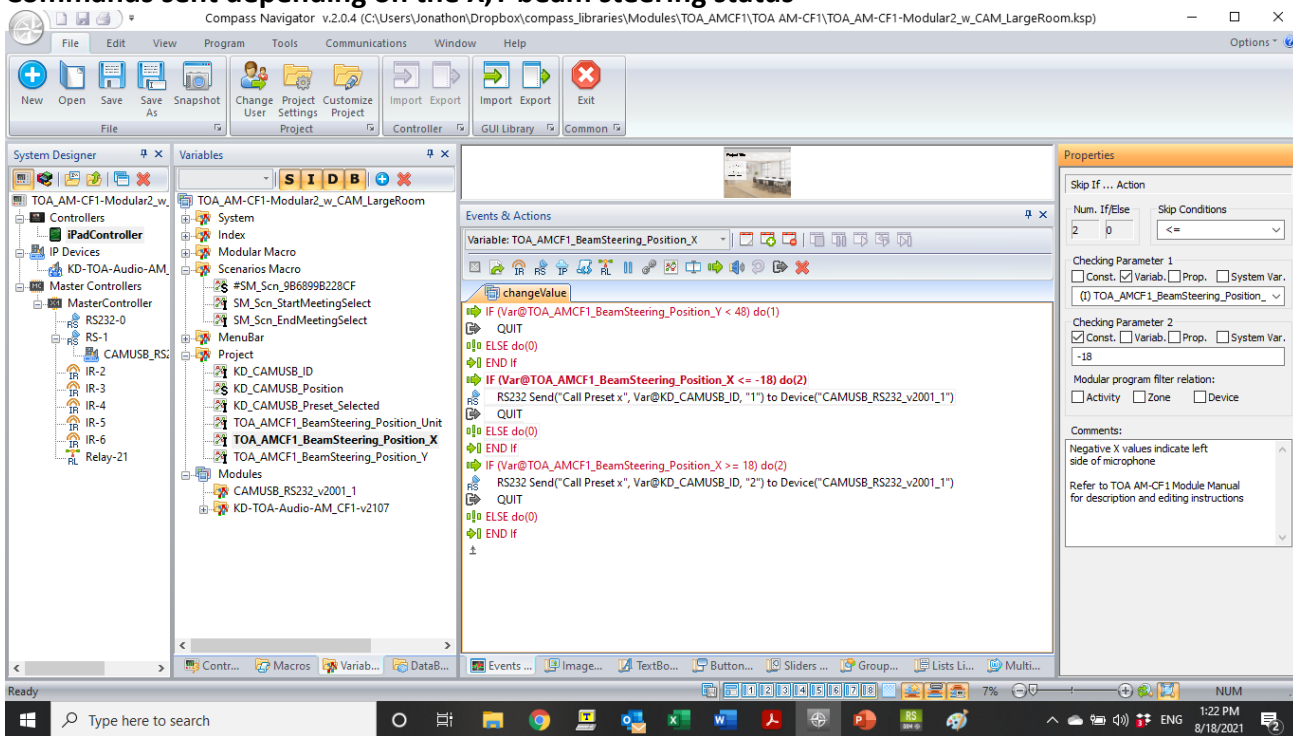 Commands sent depending on the X,Y beam steering status
Compass Navigator v.2.0.4 (C:\Users\Jonathon\Dropbox\compass_libraries\Modules\TOA_AMCF1\TOA AM-CF1\TOA_AM-CF1-Modular2_w_CAM_LargeRoom.ksp)
File Edit View Program Tools Communications Window Help
Options
New Open Save Save As Snapshot Change User Project Settings Customize Project Import Export Import Export Exit
File Project Controller GUI Library Common
System Designer
TOA_AM-CF1-Modular2_w_
Controllers
iPadController
IP Devices
KD-TOA-Audio-AM_
Master Controllers
MasterController
RS232-0
RS-1
CAMUSB_RS2
IR-2
IR-3
IR-4
IR-5
IR-6
Relay-21
Variables
S I D B
TOA_AM-CF1-Modular2_w_CAM_LargeRoom
System
Index
Modular Macro
Scenarios Macro
#SM_Scn_9B6899B228CF
SM_Scn_StartMeetingSelect
SM_Scn_EndMeetingSelect
MenuBar
Project
KD_CAMUSB_ID
KD_CAMUSB_Position
KD_CAMUSB_Preset_Selected
TOA_AMCF1_BeamSteering_Position_Unit
TOA_AMCF1_BeamSteering_Position_X
TOA_AMCF1_BeamSteering_Position_Y
Modules
CAMUSB_RS232_v2001_1
KD-TOA-Audio-AM_CF1-v2107
Contr... Macros Variab... DataB...
Events & Actions
Variable: TOA_AMCF1_BeamSteering_Position_X
changeValue
IF (Var@TOA_AMCF1_BeamSteering_Position_Y < 48) do(1)
QUIT
ELSE do(0)
END If
IF (Var@TOA_AMCF1_BeamSteering_Position_X <= -18) do(2)
RS232 Send("Call Preset x", Var@KD_CAMUSB_ID, "1") to Device("CAMUSB_RS232_v2001_1")
QUIT
ELSE do(0)
END If
IF (Var@TOA_AMCF1_BeamSteering_Position_X >= 18) do(2)
RS232 Send("Call Preset x", Var@KD_CAMUSB_ID, "2") to Device("CAMUSB_RS232_v2001_1")
QUIT
ELSE do(0)
END If
Events ... Image... TextBo... Button... Sliders ... Group... Lists Li... Multi...
Properties
Skip If ... Action
Num. If/Else Skip Conditions
2 0 <=
Checking Parameter 1
Const. Variab. Prop. System Var.
(I) TOA_AMCF1_BeamSteering_Position_
Checking Parameter 2
Const. Variab. Prop. System Var.
-18
Modular program filter relation:
Activity Zone Device
Comments:
Negative X values indicate left
side of microphone
Refer to TOA AM-CF1 Module Manual
for description and editing instructions
Ready
1 2 3 4 5 6 7 8 7% NUM
Type here to search
ENG
1:22 PM
8/18/2021